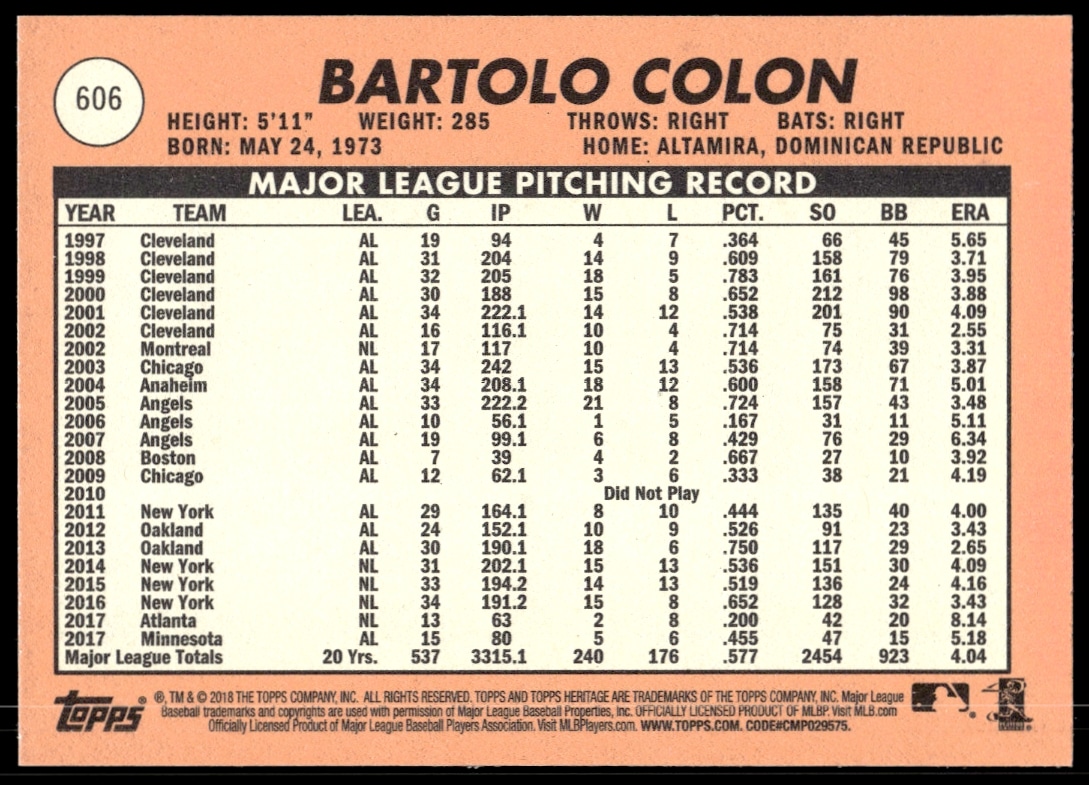 606
BARTOLO COLON
HEIGHT: 5'11" WEIGHT: 285 THROWS: RIGHT BATS: RIGHT
BORN: MAY 24, 1973 HOME: ALTAMIRA, DOMINICAN REPUBLIC
MAJOR LEAGUE PITCHING RECORD
YEAR TEAM LEA. G IP W L PCT. SO BB ERA
1997 Cleveland AL 19 94 4 7 .364 66 45 5.65
1998 Cleveland AL 31 204 14 9 .609 158 79 3.71
1999 Cleveland AL 32 205 18 5 .783 161 76 3.95
2000 Cleveland AL 30 188 15 8 .652 212 98 3.88
2001 Cleveland AL 34 222.1 14 12 .538 201 90 4.09
2002 Cleveland AL 16 116.1 10 4 .714 75 31 2.55
2002 Montreal NL 17 117 10 4 .714 74 39 3.31
2003 Chicago AL 34 242 15 13 .536 173 67 3.87
2004 Anaheim AL 34 208.1 18 12 .600 158 71 5.01
2005 Angels AL 33 222.2 21 8 .724 157 43 3.48
2006 Angels AL 10 56.1 1 5 .167 31 11 5.11
2007 Angels AL 19 99.1 6 8 .429 76 29 6.34
2008 Boston AL 7 39 4 2 .667 27 10 3.92
2009 Chicago AL 12 62.1 3 6 .333 38 21 4.19
2010 Did Not Play
2011 New York AL 29 164.1 8 10 .444 135 40 4.00
2012 Oakland AL 24 152.1 10 9 .526 91 23 3.43
2013 Oakland AL 30 190.1 18 6 .750 117 29 2.65
2014 New York NL 31 202.1 15 13 .536 151 30 4.09
2015 New York NL 33 194.2 14 13 .519 136 24 4.16
2016 New York NL 34 191.2 15 8 .652 128 32 3.43
2017 Atlanta NL 13 63 2 8 .200 42 20 8.14
2017 Minnesota AL 15 80 5 6 .455 47 15 5.18
Major League Totals 20 Yrs. 537 3315.1 240 176 .577 2454 923 4.04
Topps ® ®, TM & © 2018 THE TOPPS COMPANY, INC. ALL RIGHTS RESERVED. TOPPS AND TOPPS HERITAGE ARE TRADEMARKS OF THE TOPPS COMPANY, INC. Major League
Baseball trademarks and copyrights are used with permission of Major League Baseball Properties, Inc. OFFICIALLY LICENSED PRODUCT OF MLBP. Visit MLB.com
Officially Licensed Product of Major League Baseball Players Association. Visit MLBPlayers.com. WWW.TOPPS.COM. CODE#CMP029575.